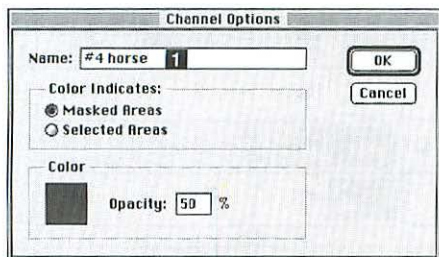 Channel Options
Name: #4 horse 1
OK
Cancel
Color Indicates:
Masked Areas
Selected Areas
Color
Opacity: 50 %